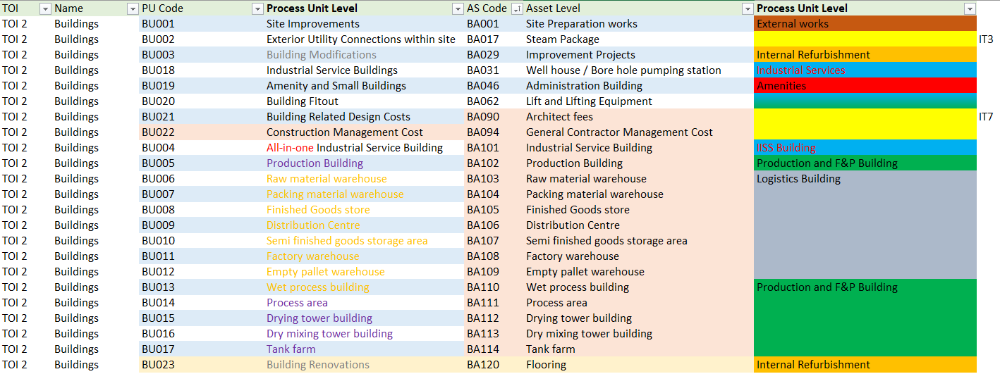 TOI Name PU Code Process Unit Level AS Code Asset Level Process Unit Level
TOI 2 Buildings BU001 Site Improvements BA001 Site Preparation works External works
TOI 2 Buildings BU002 Exterior Utility Connections within site BA017 Steam Package IT3
TOI 2 Buildings BU003 Building Modifications BA029 Improvement Projects Internal Refurbishment
TOI 2 Buildings BU018 Industrial Service Buildings BA031 Well house / Bore hole pumping station Industrial Services
TOI 2 Buildings BU019 Amenity and Small Buildings BA046 Administration Building Amenities
TOI 2 Buildings BU020 Building Fitout BA062 Lift and Lifting Equipment
TOI 2 Buildings BU021 Building Related Design Costs BA090 Architect fees IT7
TOI 2 Buildings BU022 Construction Management Cost BA094 General Contractor Management Cost
TOI 2 Buildings BU004 All-in-one Industrial Service Building BA101 Industrial Service Building IISS Building
TOI 2 Buildings BU005 Production Building BA102 Production Building Production and F&P Building
TOI 2 Buildings BU006 Raw material warehouse BA103 Raw material warehouse Logistics Building
TOI 2 Buildings BU007 Packing material warehouse BA104 Packing material warehouse
TOI 2 Buildings BU008 Finished Goods store BA105 Finished Goods store
TOI 2 Buildings BU009 Distribution Centre BA106 Distribution Centre
TOI 2 Buildings BU010 Semi finished goods storage area BA107 Semi finished goods storage area
TOI 2 Buildings BU011 Factory warehouse BA108 Factory warehouse
TOI 2 Buildings BU012 Empty pallet warehouse BA109 Empty pallet warehouse
TOI 2 Buildings BU013 Wet process building BA110 Wet process building Production and F&P Building
TOI 2 Buildings BU014 Process area BA111 Process area
TOI 2 Buildings BU015 Drying tower building BA112 Drying tower building
TOI 2 Buildings BU016 Dry mixing tower building BA113 Dry mixing tower building
TOI 2 Buildings BU017 Tank farm BA114 Tank farm
TOI 2 Buildings BU023 Building Renovations BA120 Flooring Internal Refurbishment